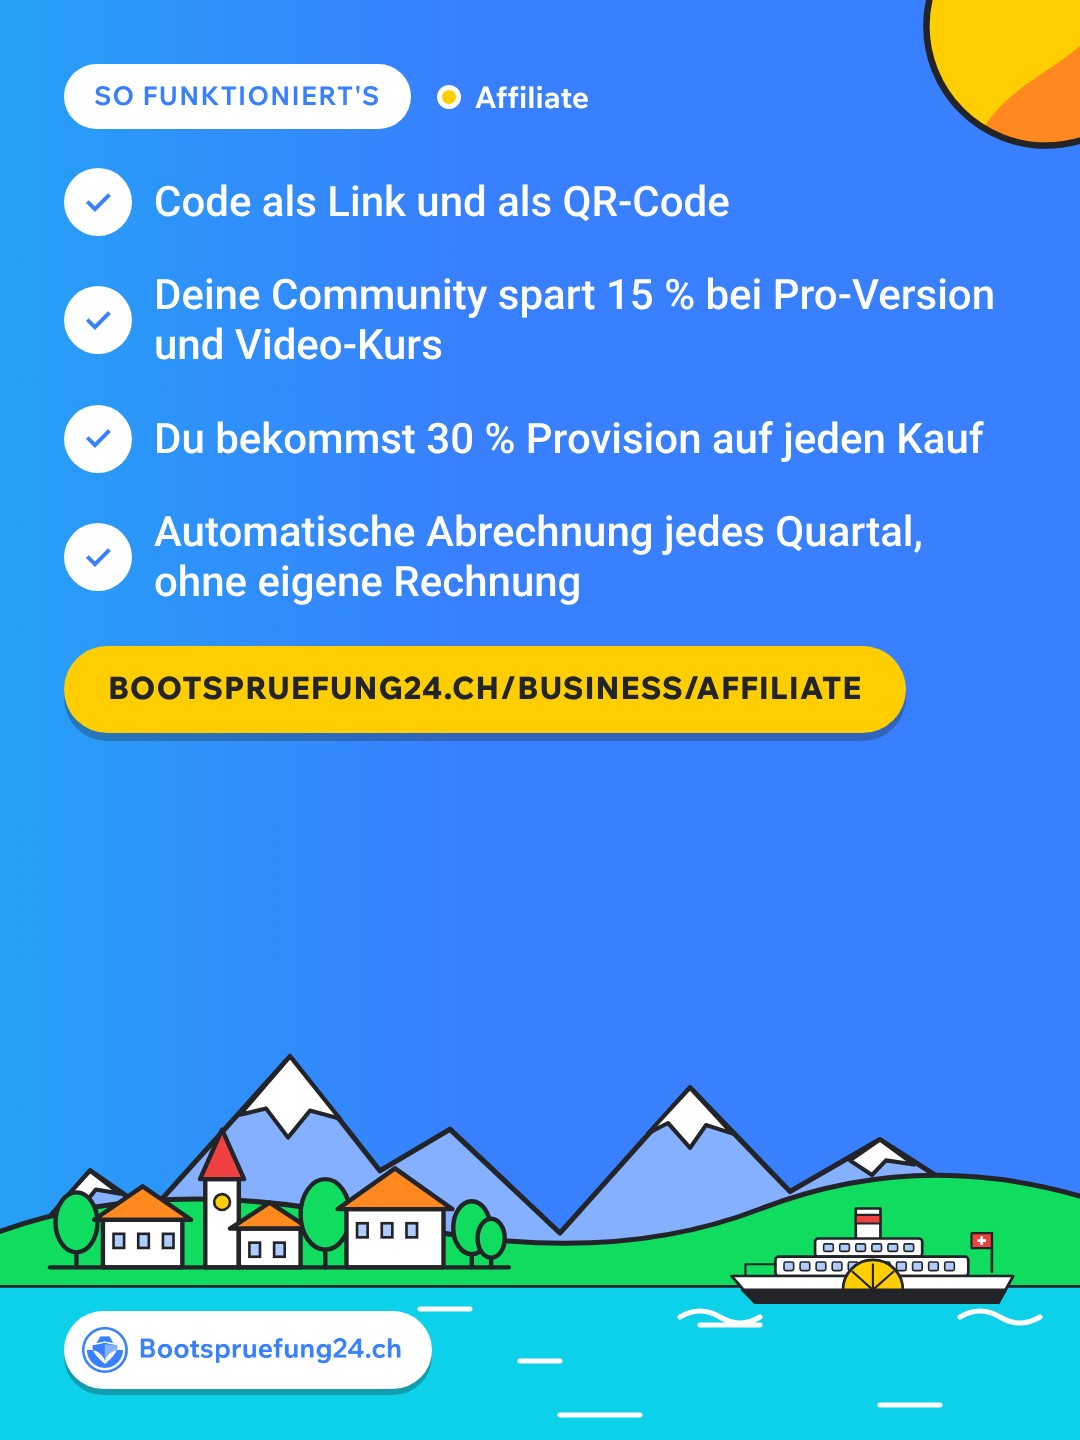 SO FUNKTIONIERT'S
Affiliate
Code als Link und als QR-Code
Deine Community spart 15 % bei Pro-Version
und Video-Kurs
Du bekommst 30 % Provision auf jeden Kauf
Automatische Abrechnung jedes Quartal,
ohne eigene Rechnung
BOOTSPRUEFUNG24.CH/BUSINESS/AFFILIATE
Bootspruefung24.ch